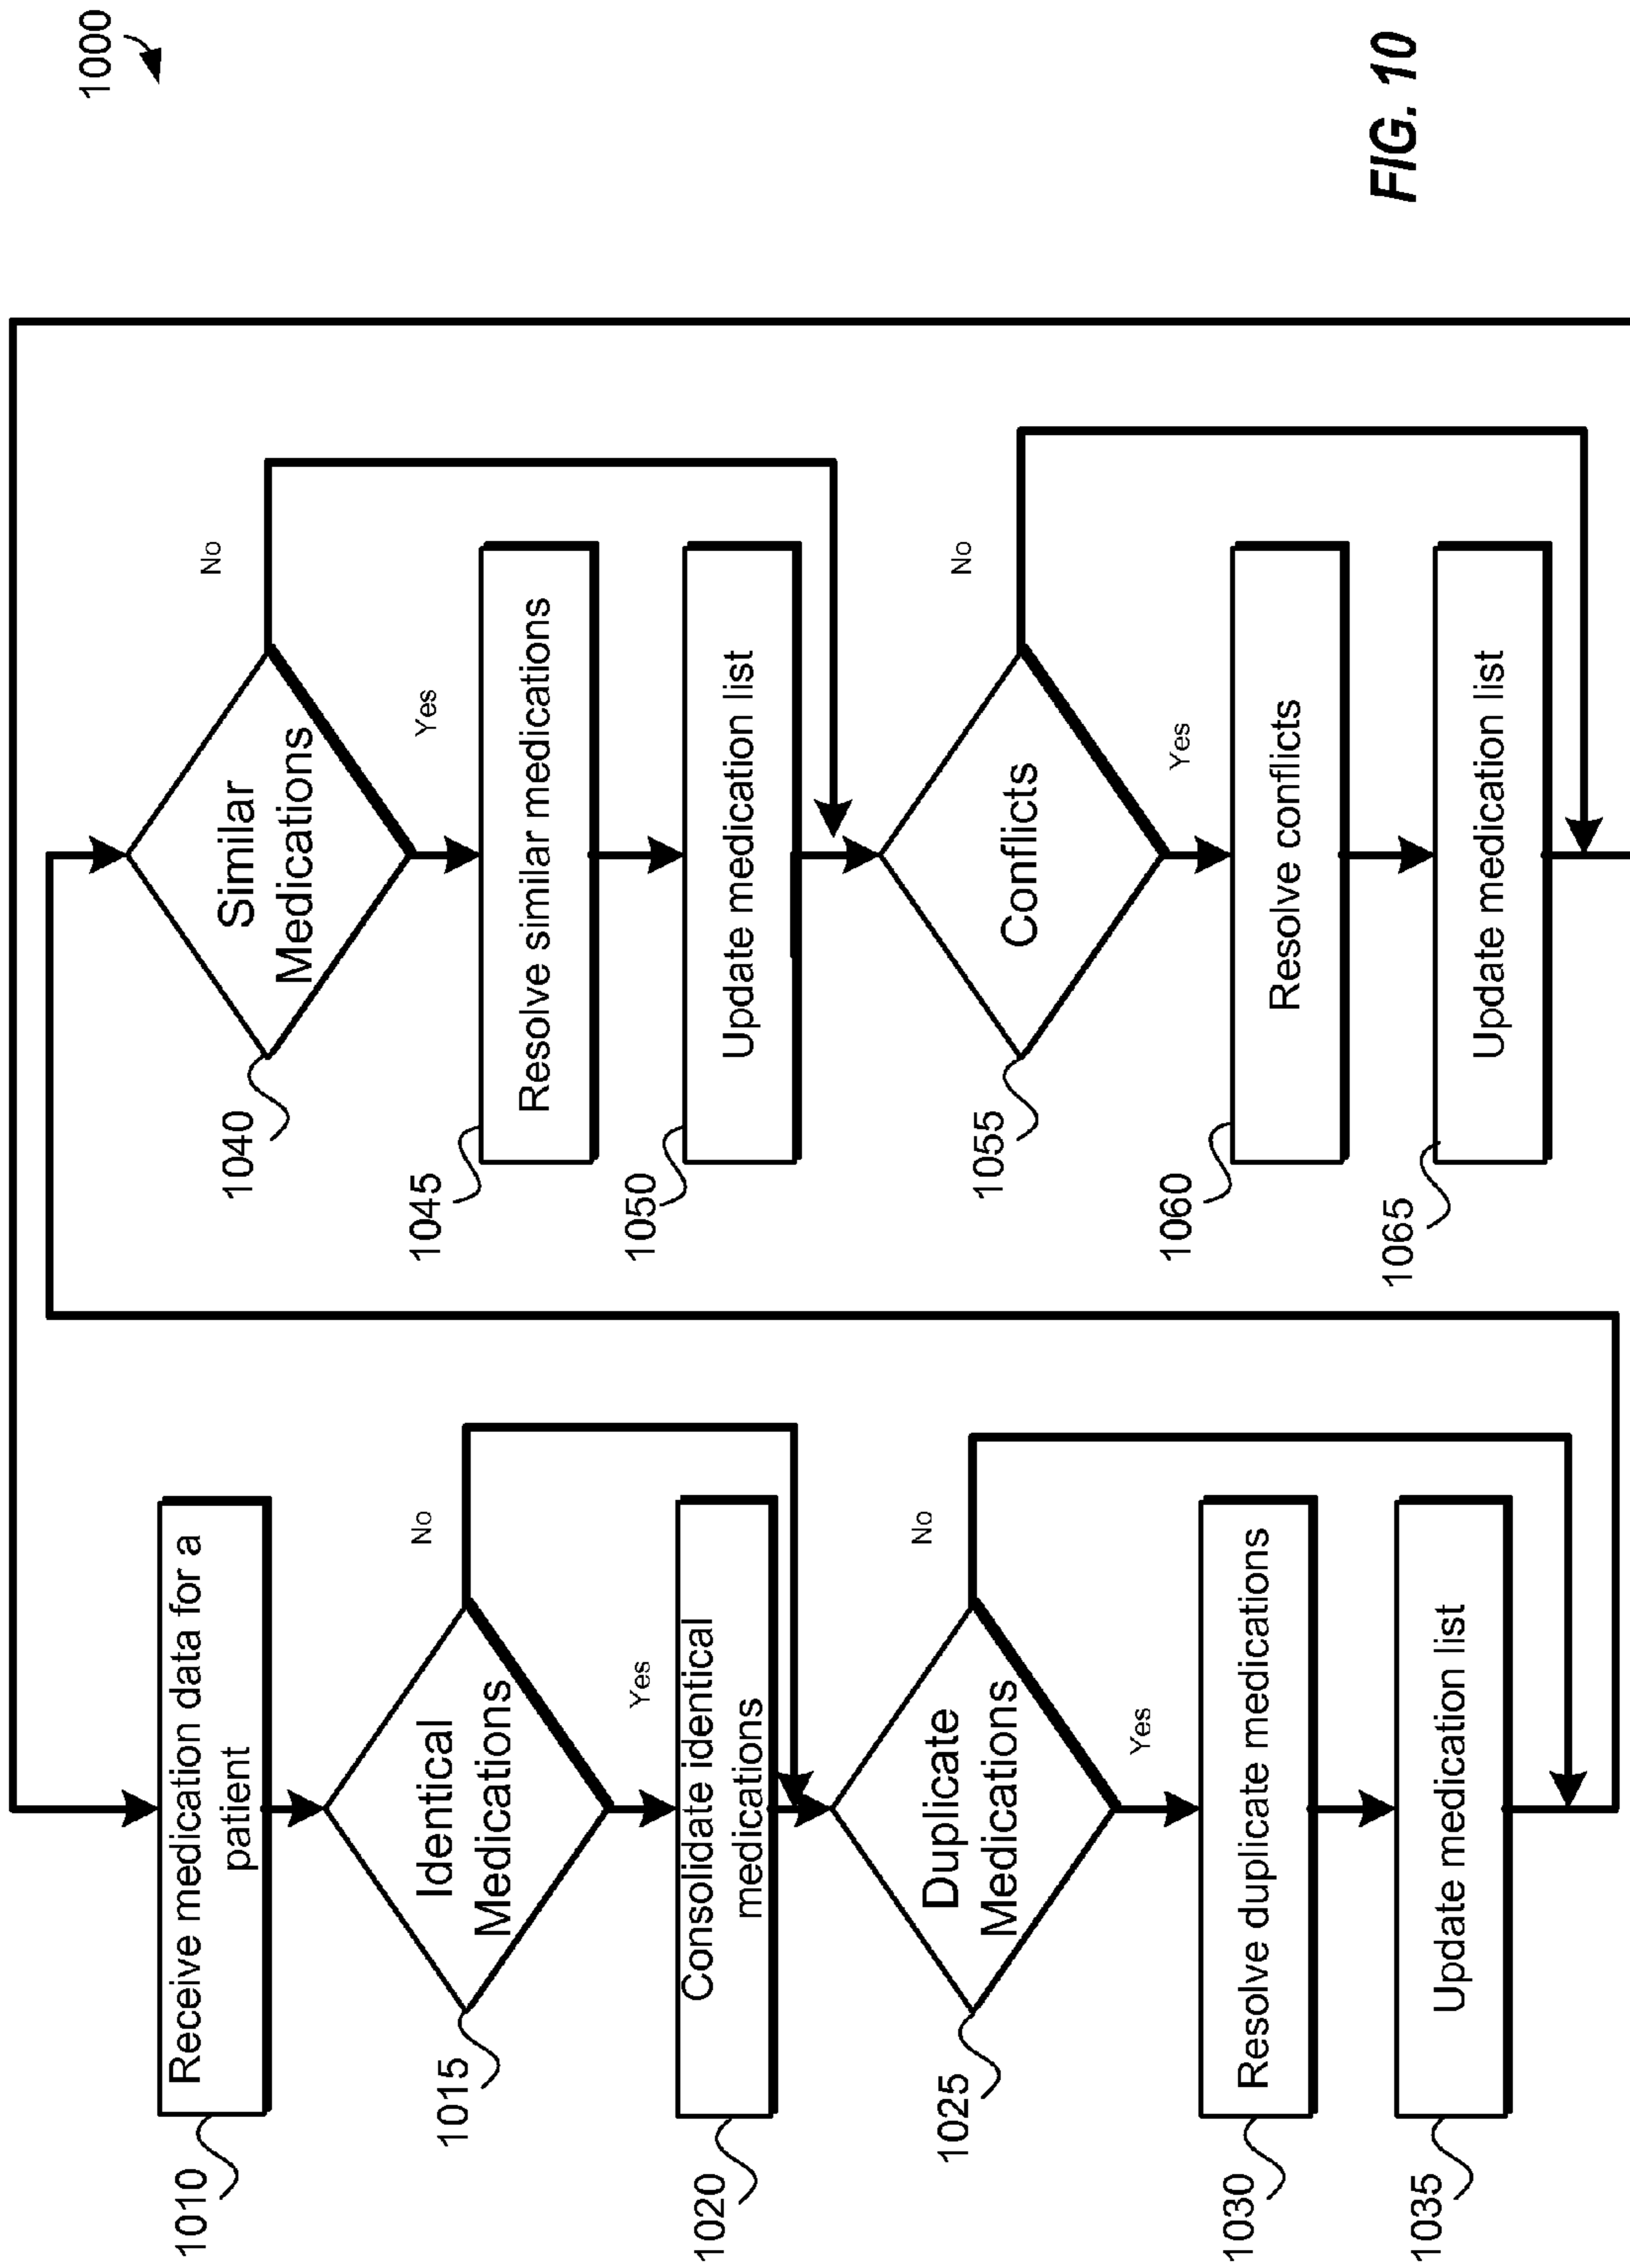 1000
1010
Receive medication data for a
patient
1015
Identical
Medications
No
Yes
1020
Consolidate identical
medications
1025
Duplicate
Medications
No
Yes
1030
Resolve duplicate medications
1035
Update medication list
1040
Similar
Medications
No
Yes
1045
Resolve similar medications
1050
Update medication list
1055
Conflicts
No
Yes
1060
Resolve conflicts
1065
Update medication list
FIG. 10